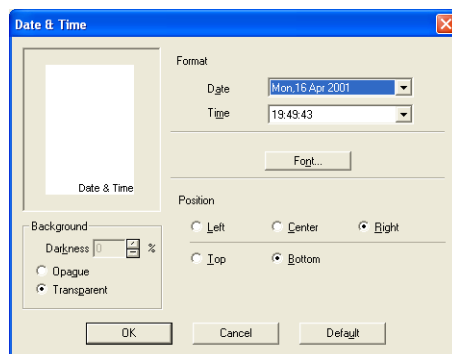 Date & Time
Format
Date Mon,16 Apr 2001
Time 19:49:43
Font...
Date & Time
Position
Left Center Right
Top Bottom
Background
Darkness 0 %
Opague
Transparent
OK Cancel Default